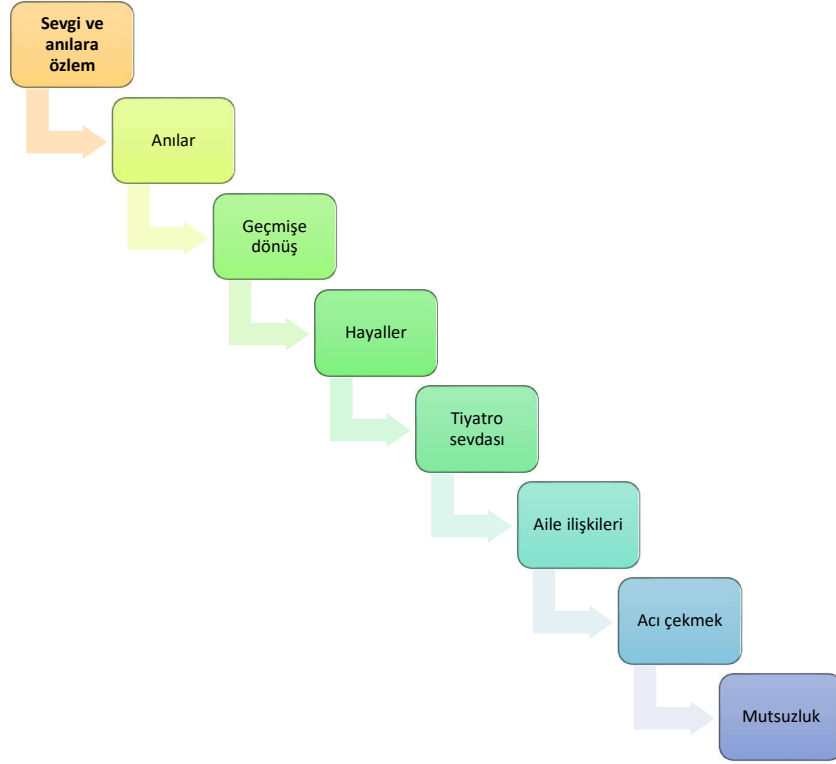 Sevgi ve
anılara
özlem
Anılar
Geçmişe
dönüş
Hayaller
Tiyatro
sevdası
Aile ilişkileri
Acı çekmek
Mutsuzluk